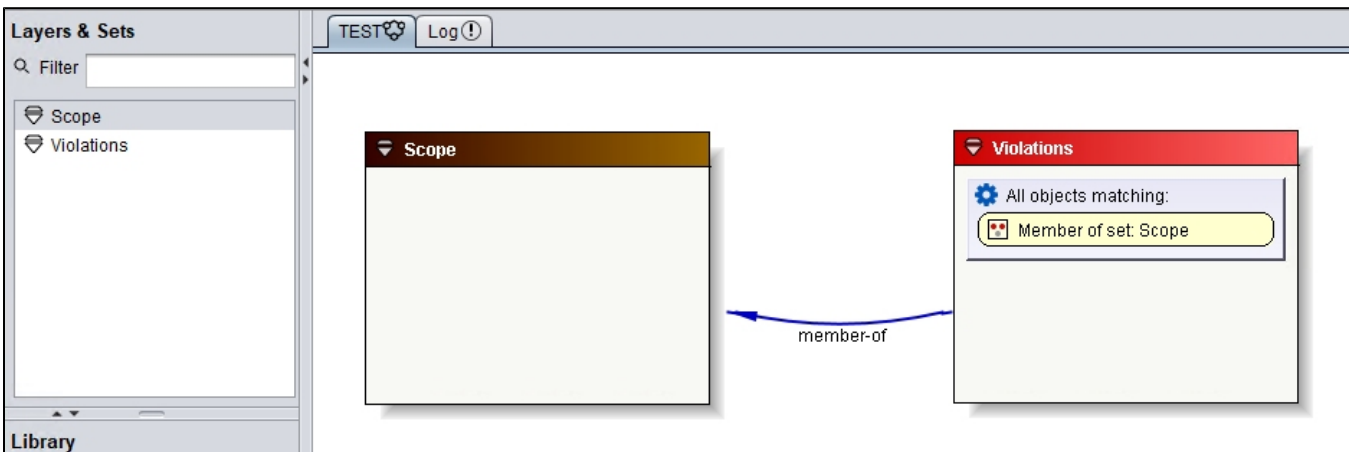 Layers & Sets
Filter
Scope
Violations
Library
TEST
Log
Scope
member-of
Violations
All objects matching:
Member of set: Scope